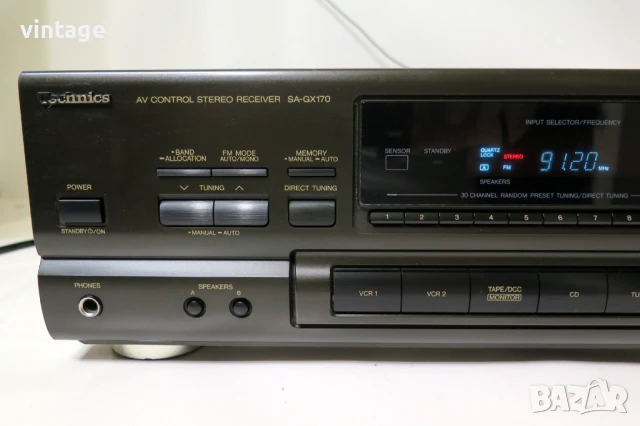 vintage
Technics
AV CONTROL STEREO RECEIVER SA-GX170
INPUT SELECTOR/FREQUENCY
BAND
ALLOCATION
FM MODE
AUTO/MONO
MEMORY
MANUAL AUTO
SENSOR
STANDBY
QUARTZ
LOCK
STEREO
A
FM
91.20 MHz
SPEAKERS
POWER
TUNING
DIRECT TUNING
30 CHANNEL RANDOM PRESET TUNING/DIRECT TUNING
1 2 3 4 5 6 7 8
STANDBY /ON
MANUAL AUTO
PHONES
SPEAKERS
A B
VCR 1
VCR 2
TAPE/DCC
MONITOR
CD
TU
BAZAR